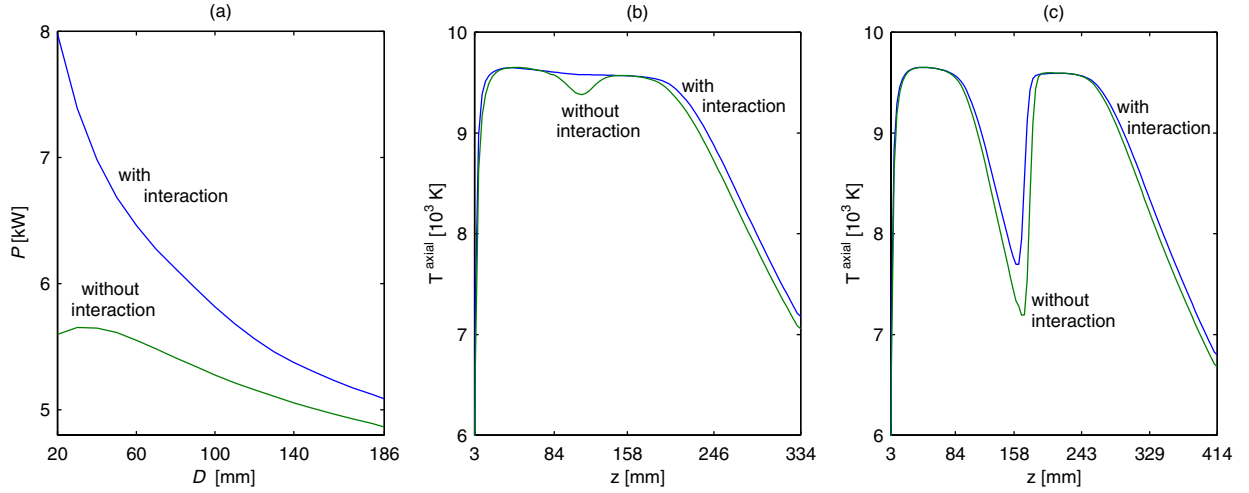 (a)
8
7
6
5
P [kW]
with
interaction
without
interaction
20 60 100 140 186
D [mm]
(b)
10
9
8
7
6
T axial [10³ K]
with
interaction
without
interaction
3 84 158 246 334
z [mm]
(c)
10
9
8
7
6
T axial [10³ K]
with
interaction
without
interaction
3 84 158 243 329 414
z [mm]